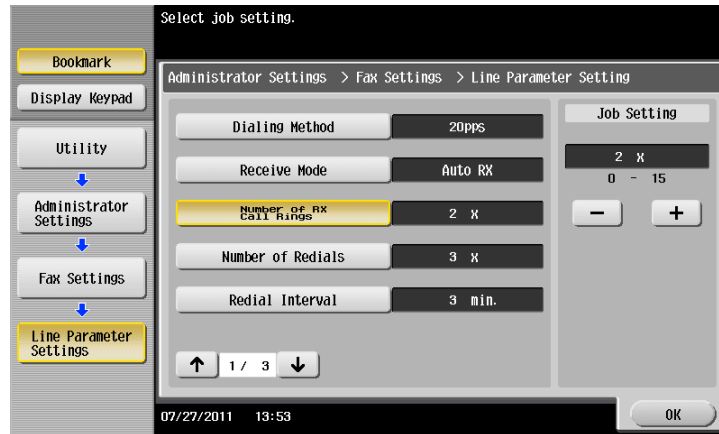 Select job setting.
Bookmark
Display Keypad
Utility
Administrator
Settings
Fax Settings
Line Parameter
Settings
Administrator Settings > Fax Settings > Line Parameter Setting
Dialing Method 20pps
Receive Mode Auto RX
Number of RX
Call Rings 2 X
Number of Redials 3 X
Redial Interval 3 min.
1/ 3
Job Setting
2 X
0 - 15
− +
07/27/2011 13:53
OK